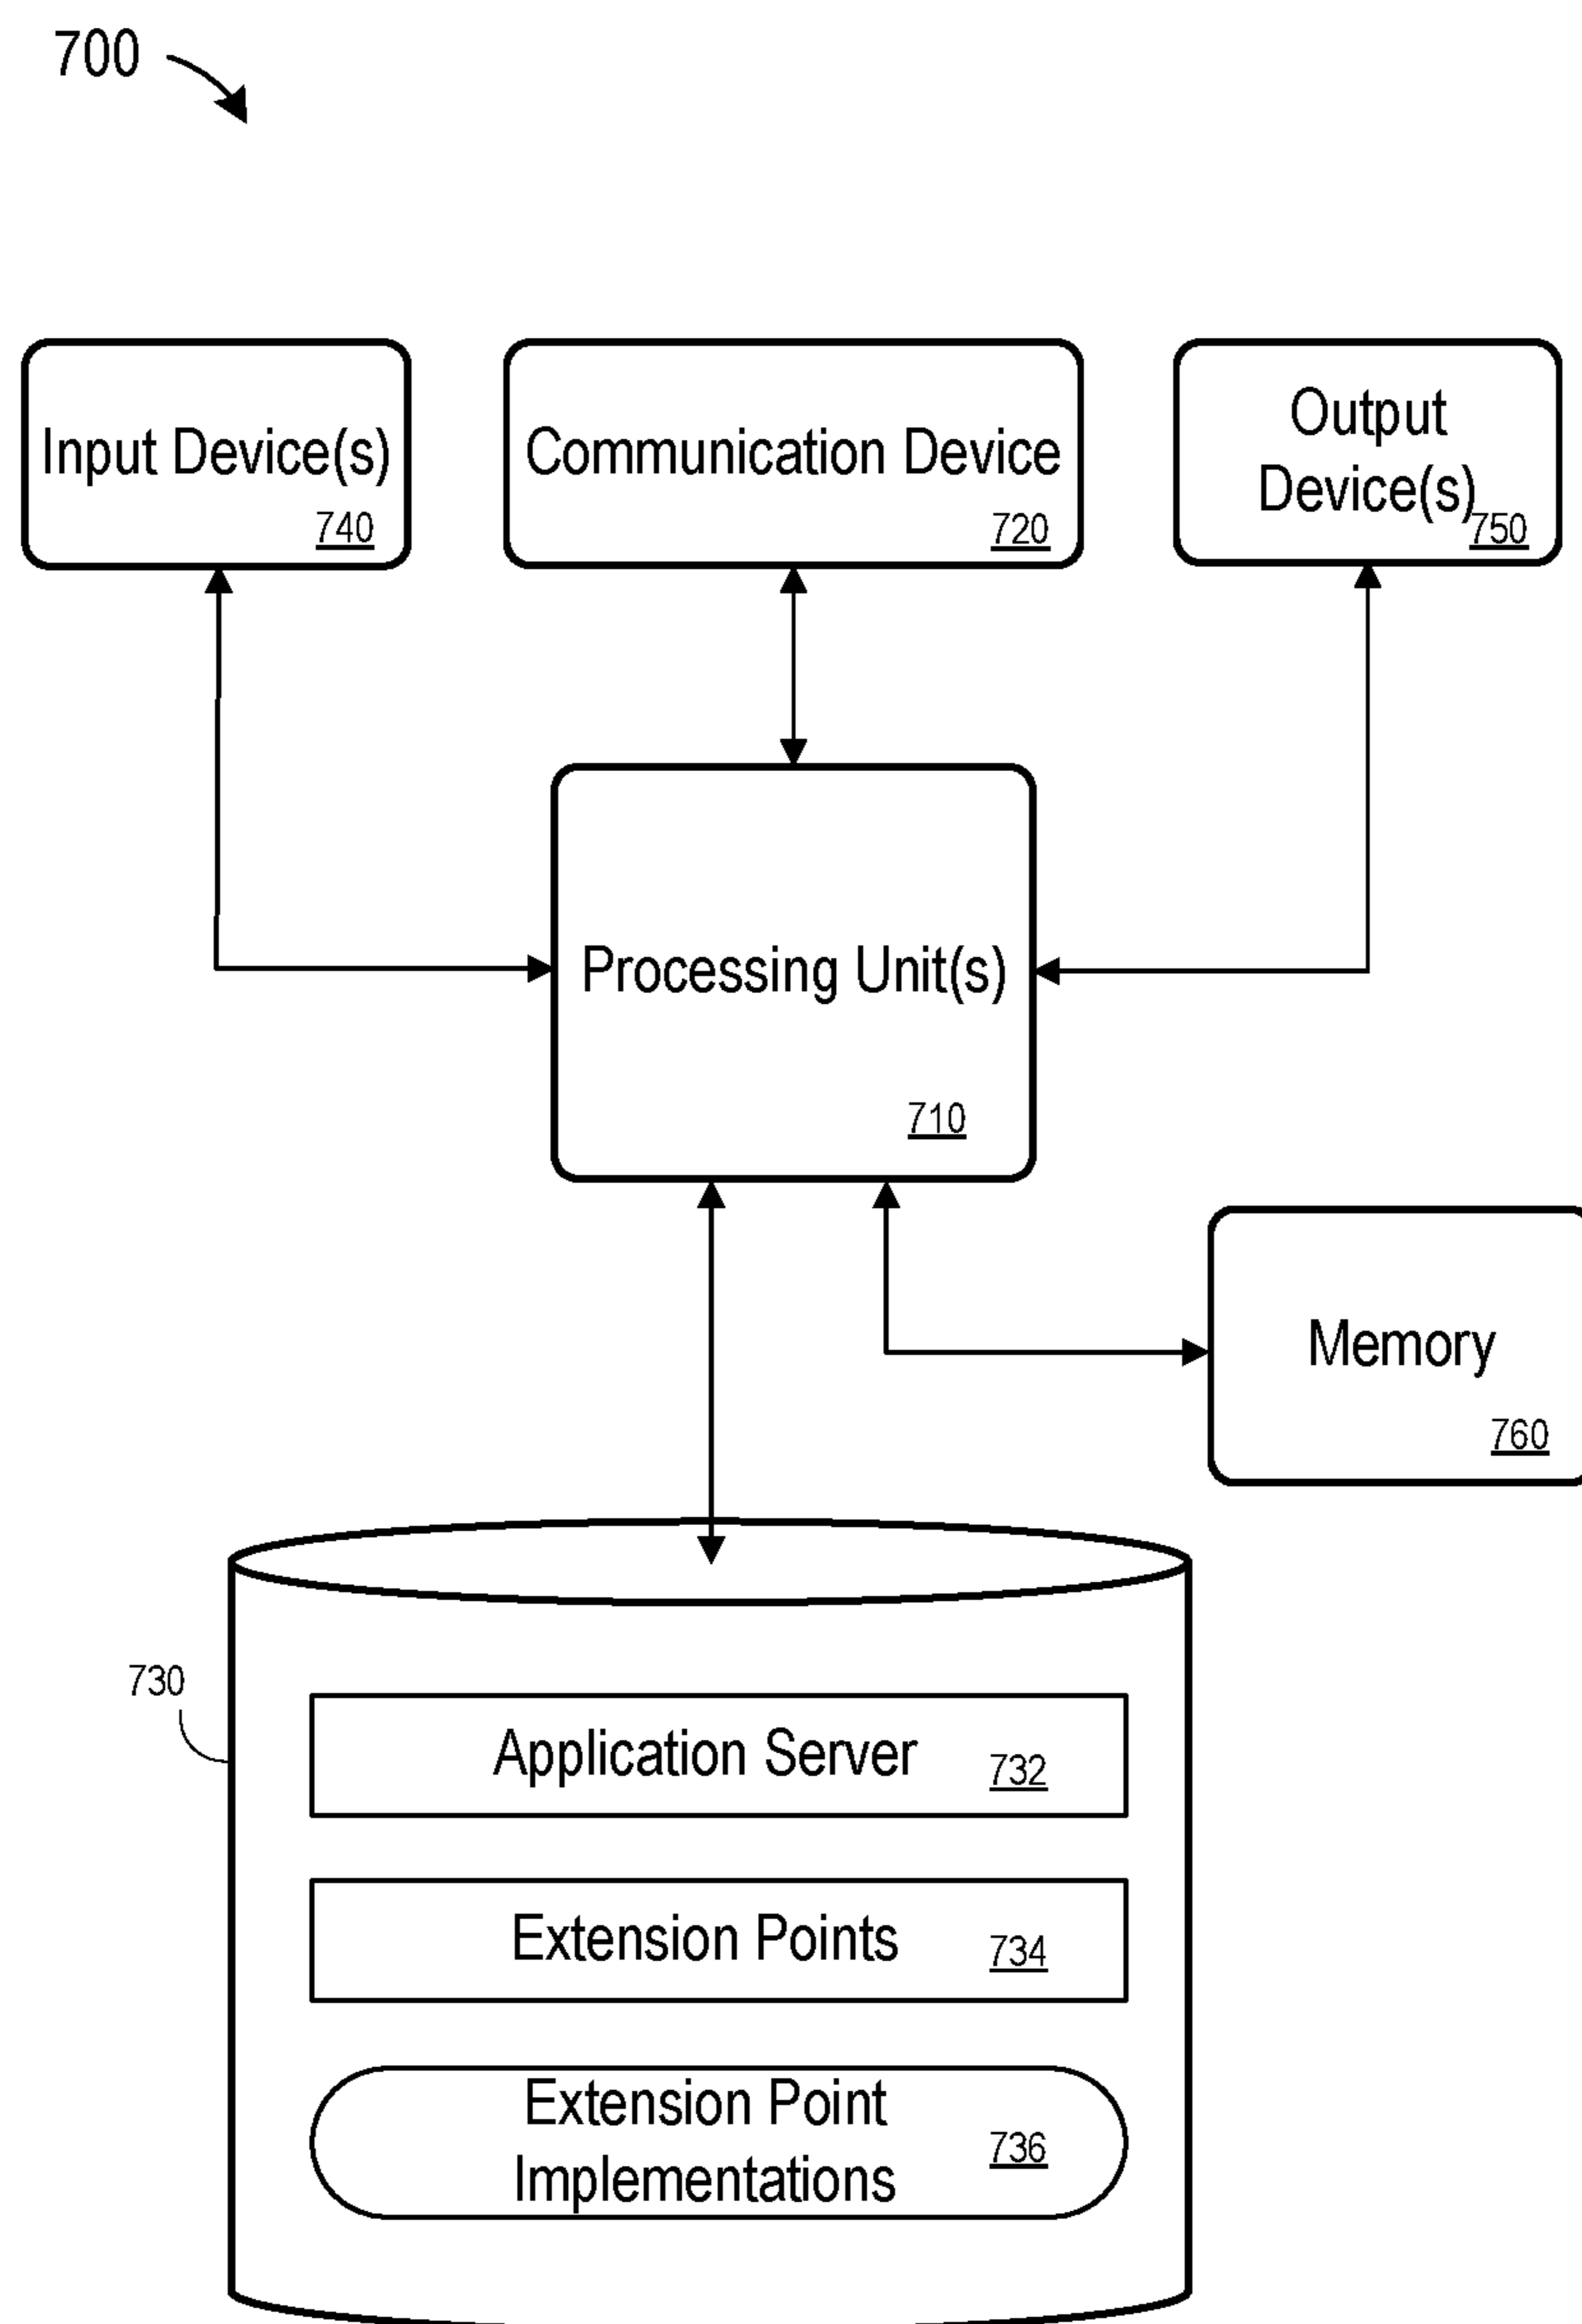 700
Input Device(s)
740
Communication Device
720
Output
Device(s)
750
Processing Unit(s)
710
Memory
760
730
Application Server 732
Extension Points 734
Extension Point
Implementations
736